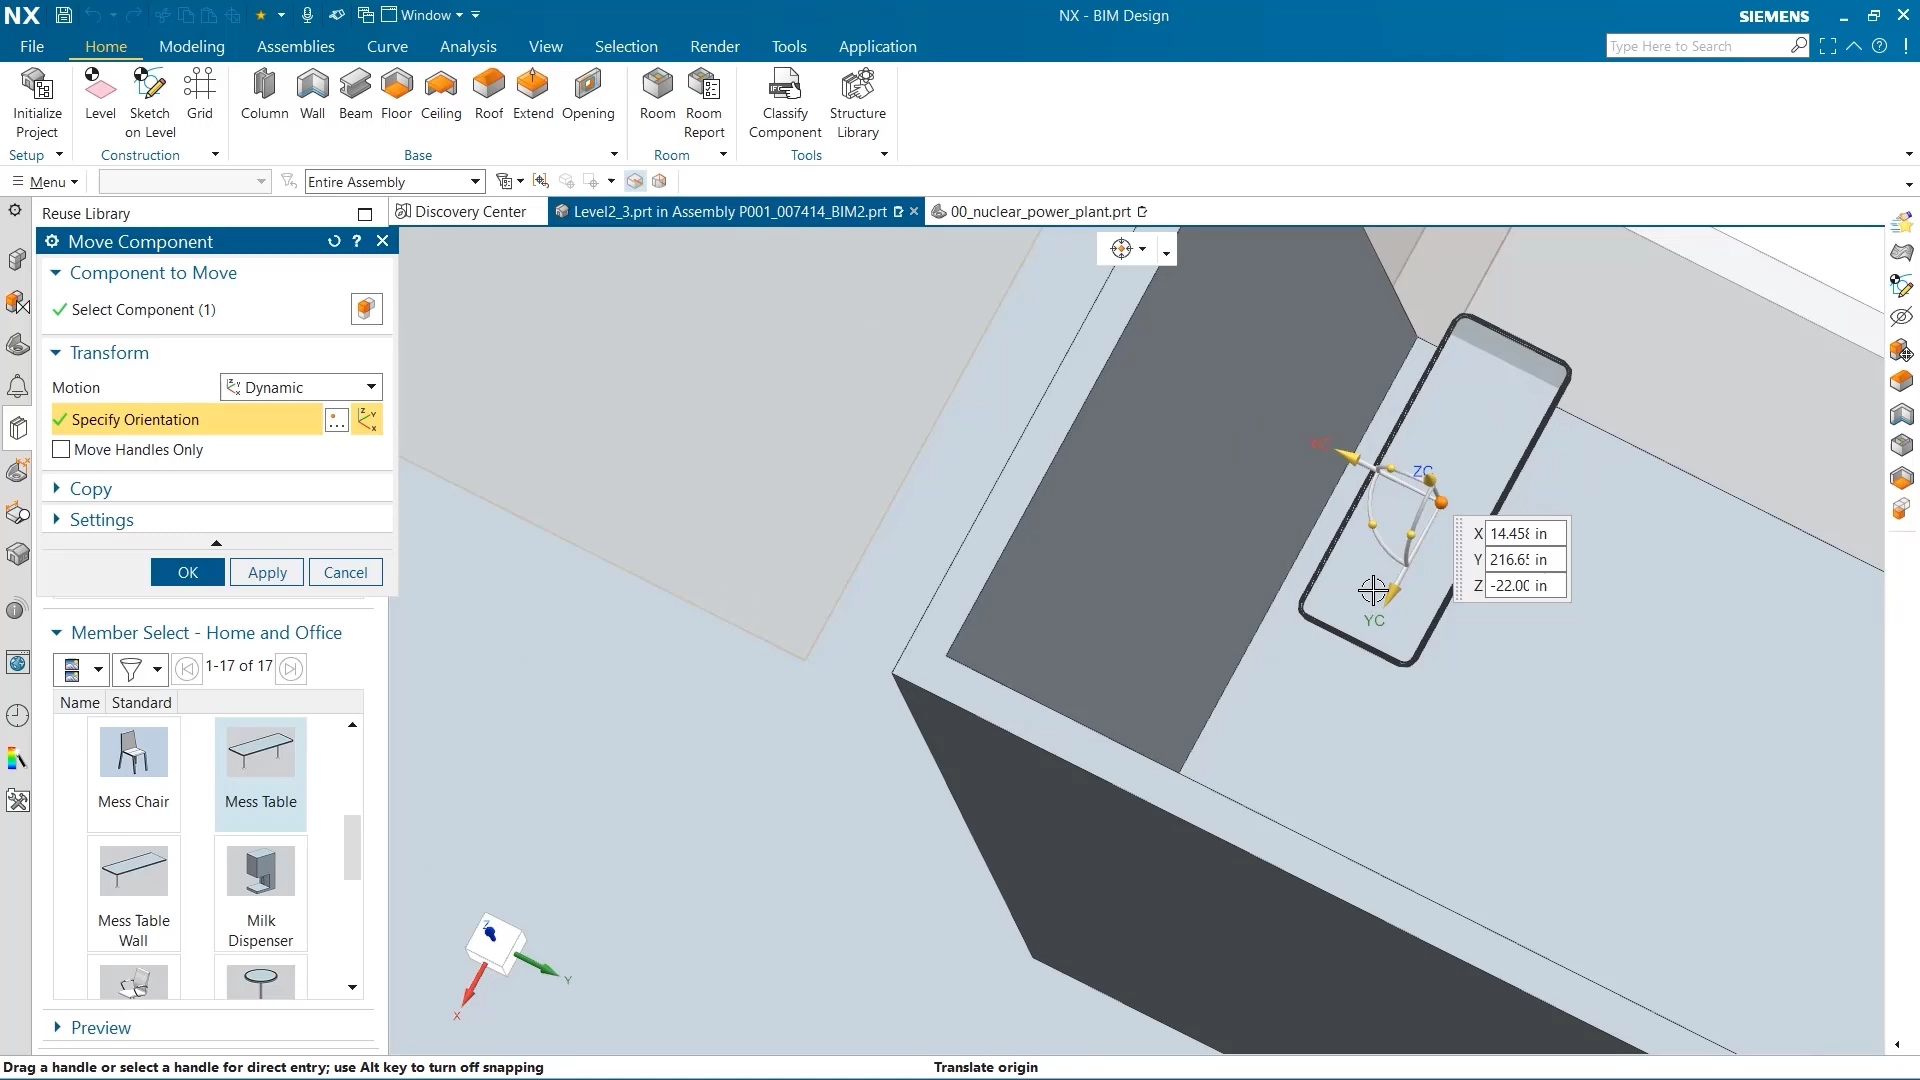 NX
Window
NX - BIM Design
SIEMENS
File
Home
Modeling
Assemblies
Curve
Analysis
View
Selection
Render
Tools
Application
Type Here to Search
Initialize
Project
Level
Sketch
on Level
Grid
Column
Wall
Beam
Floor
Ceiling
Roof
Extend
Opening
Room
Room
Report
Classify
Component
Structure
Library
Setup
Construction
Base
Room
Tools
Menu
Entire Assembly
Reuse Library
Discovery Center
Level2_3.prt in Assembly P001_007414_BIM2.prt
00_nuclear_power_plant.prt
Move Component
Component to Move
Select Component (1)
Transform
Motion
Dynamic
Specify Orientation
Move Handles Only
Copy
Settings
OK
Apply
Cancel
ZC
YC
X 14.458 in
Y 216.65 in
Z -22.00 in
Member Select - Home and Office
1-17 of 17
Name
Standard
Mess Chair
Mess Table
Mess Table
Wall
Milk
Dispenser
Preview
Z
Y
X
Drag a handle or select a handle for direct entry; use Alt key to turn off snapping
Translate origin